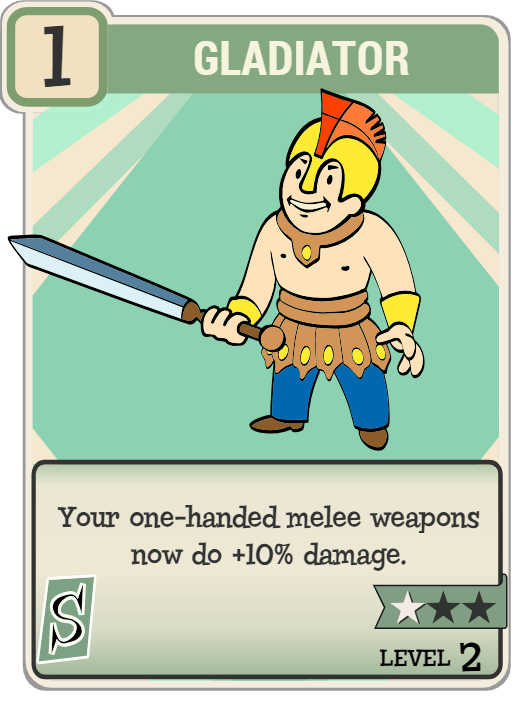 1
GLADIATOR
Your one-handed melee weapons
now do +10% damage.
S
LEVEL 2